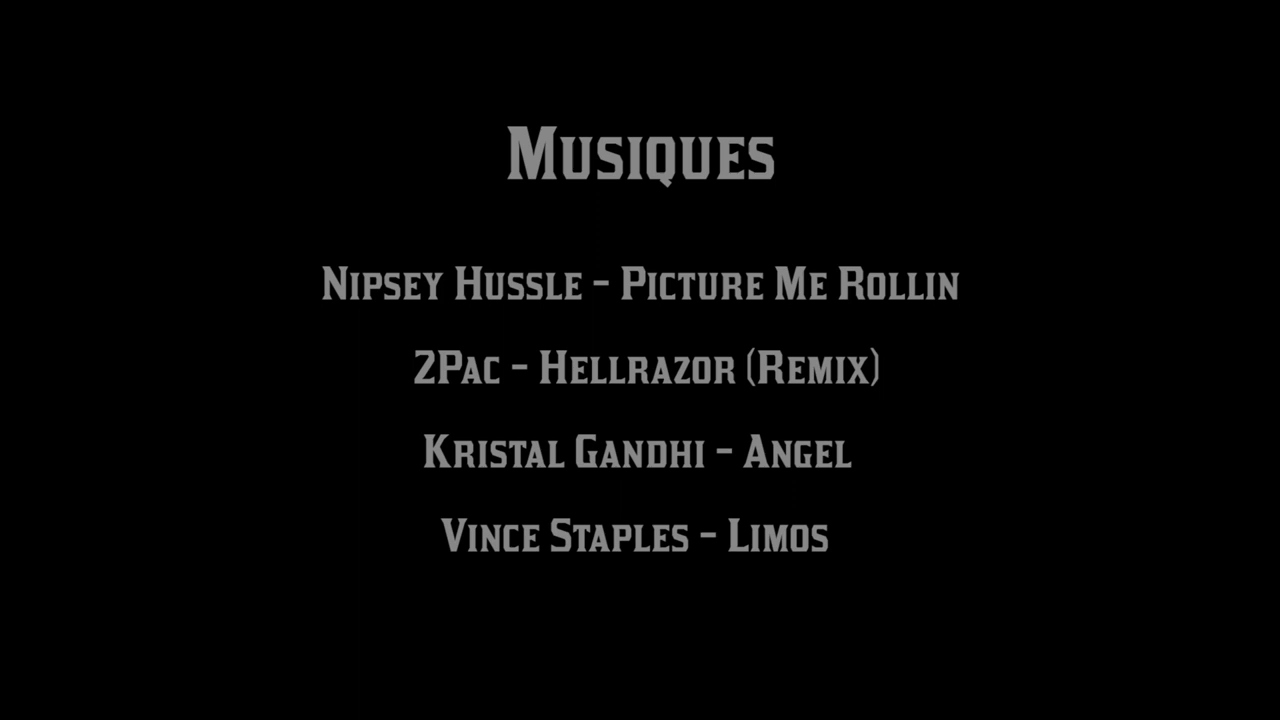 Musiques
Nipsey Hussle - Picture Me Rollin
2Pac - Hellrazor (Remix)
Kristal Gandhi - Angel
Vince Staples - Limos